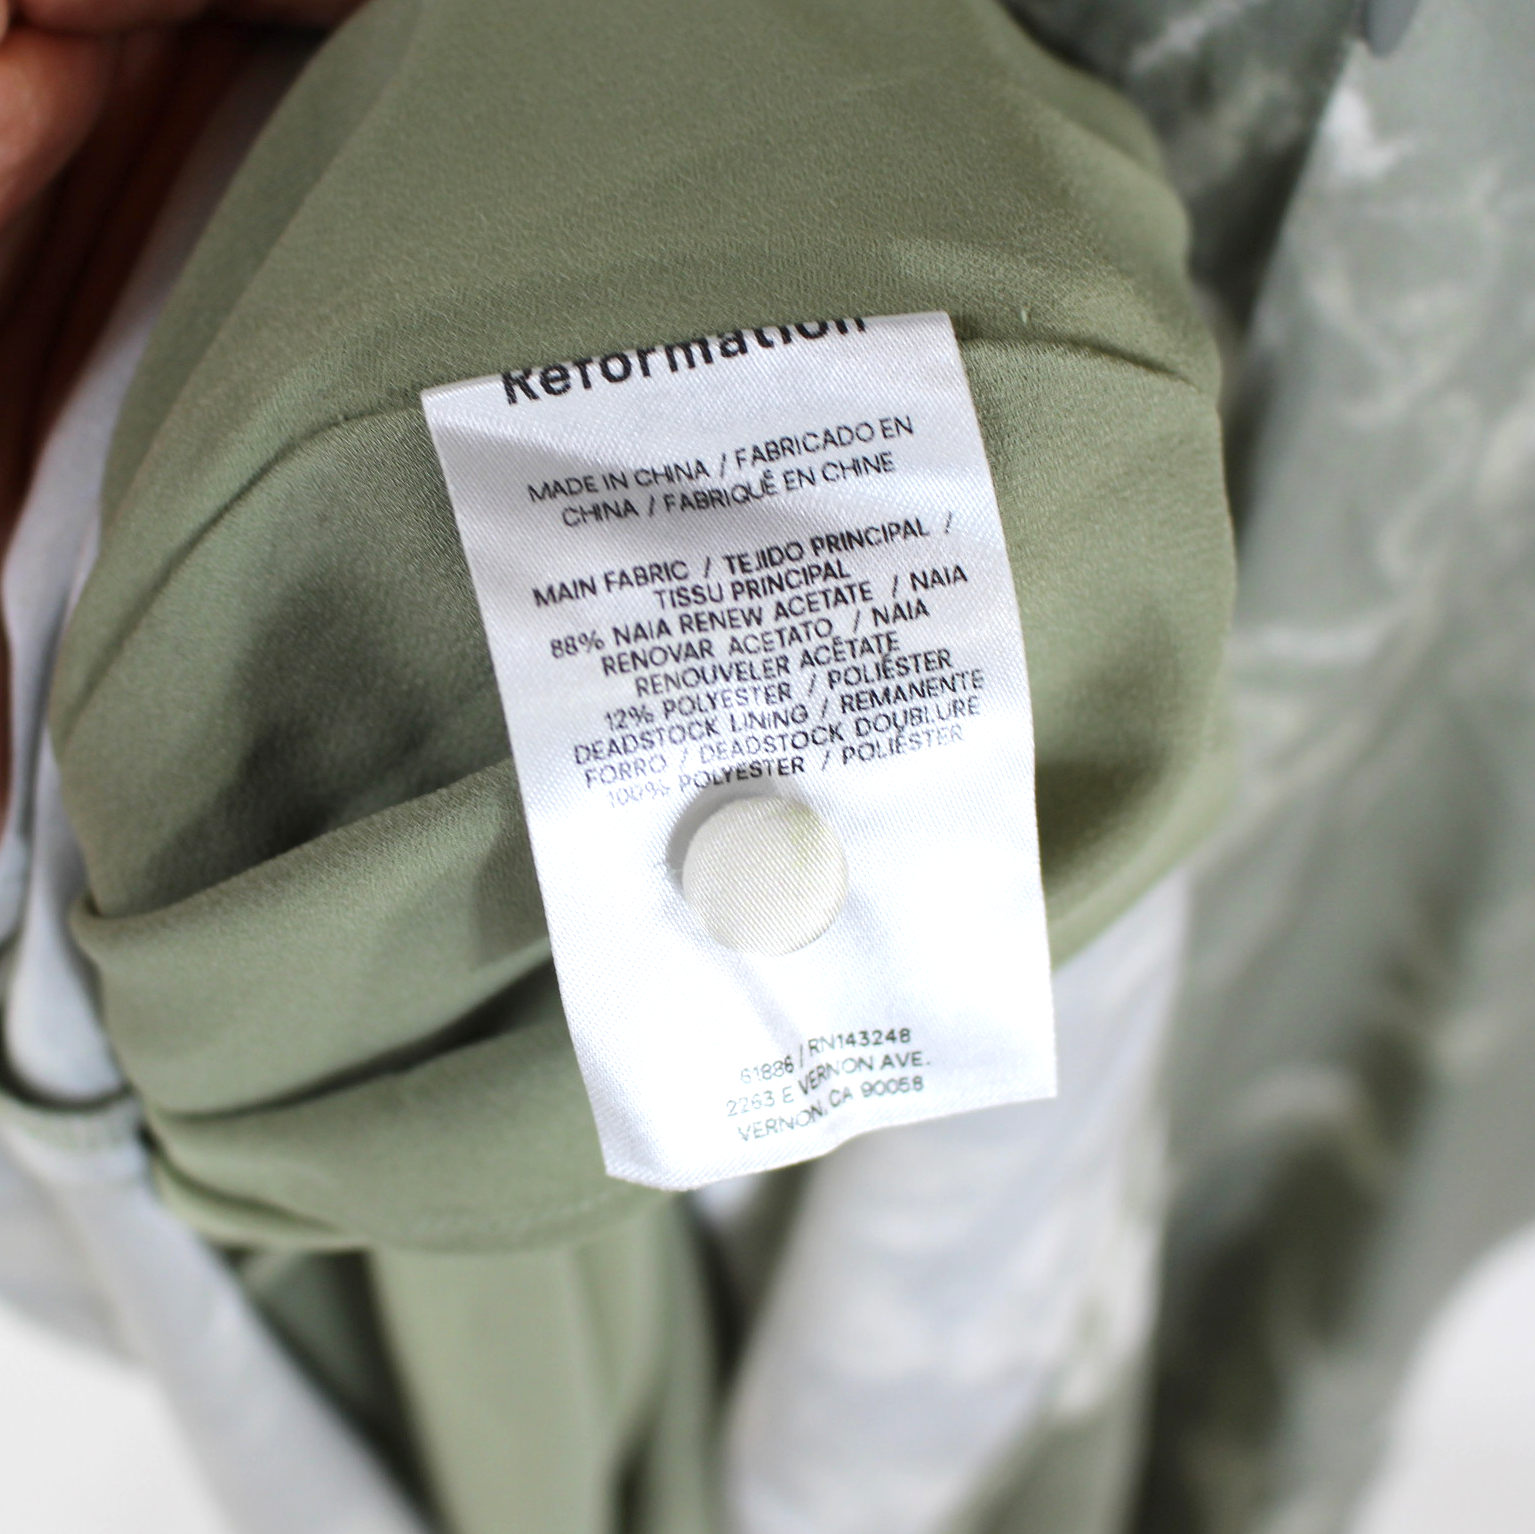 Reformation
MADE IN CHINA / FABRICADO EN
CHINA / FABRIQUÉ EN CHINE
MAIN FABRIC / TEJIDO PRINCIPAL /
TISSU PRINCIPAL
88% NAIA RENEW ACETATE / NAIA
RENOVAR ACETATO / NAIA
RENOUVELER ACÉTATE
12% POLYESTER / POLIÉSTER
DEADSTOCK LINING / REMANENTE
FORRO / DEADSTOCK DOUBLURE
100% POLYESTER / POLIÉSTER
61886 / RN143248
2263 E VERNON AVE.
VERNON, CA 90058